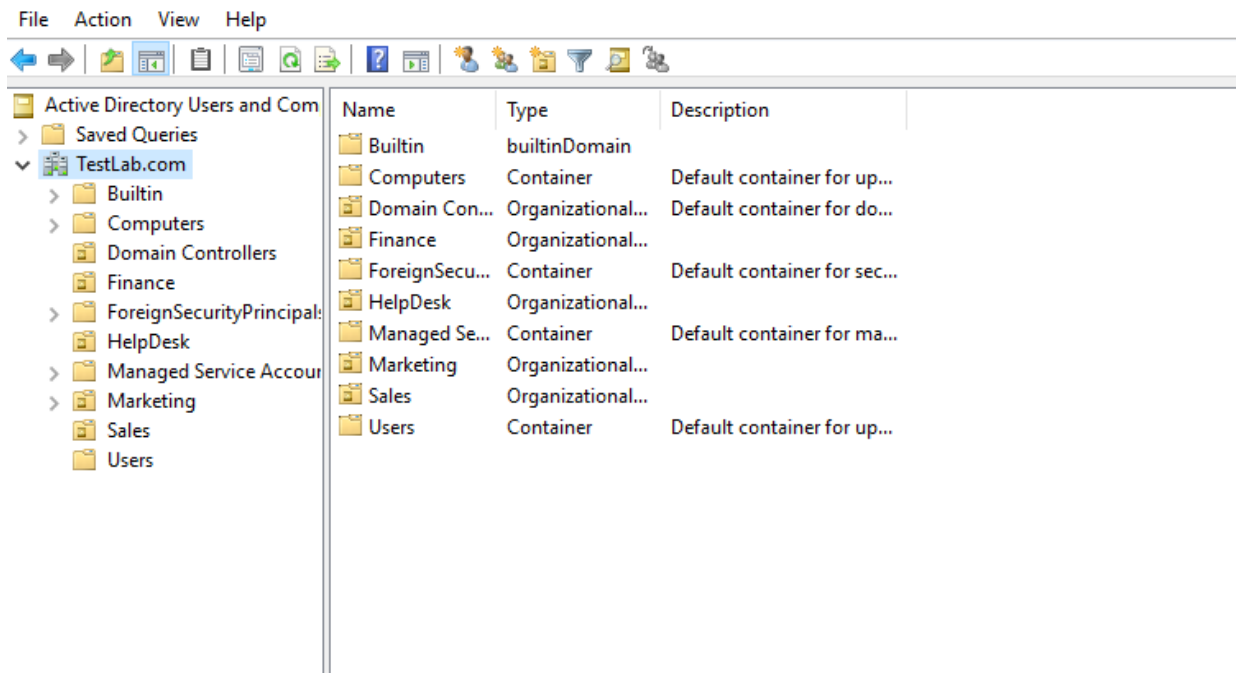 File Action View Help
Active Directory Users and Com
Saved Queries
TestLab.com
Builtin
Computers
Domain Controllers
Finance
ForeignSecurityPrincipals
HelpDesk
Managed Service Accour
Marketing
Sales
Users
Name Type Description
Builtin builtinDomain
Computers Container Default container for up...
Domain Con... Organizational... Default container for do...
Finance Organizational...
ForeignSecu... Container Default container for sec...
HelpDesk Organizational...
Managed Se... Container Default container for ma...
Marketing Organizational...
Sales Organizational...
Users Container Default container for up...